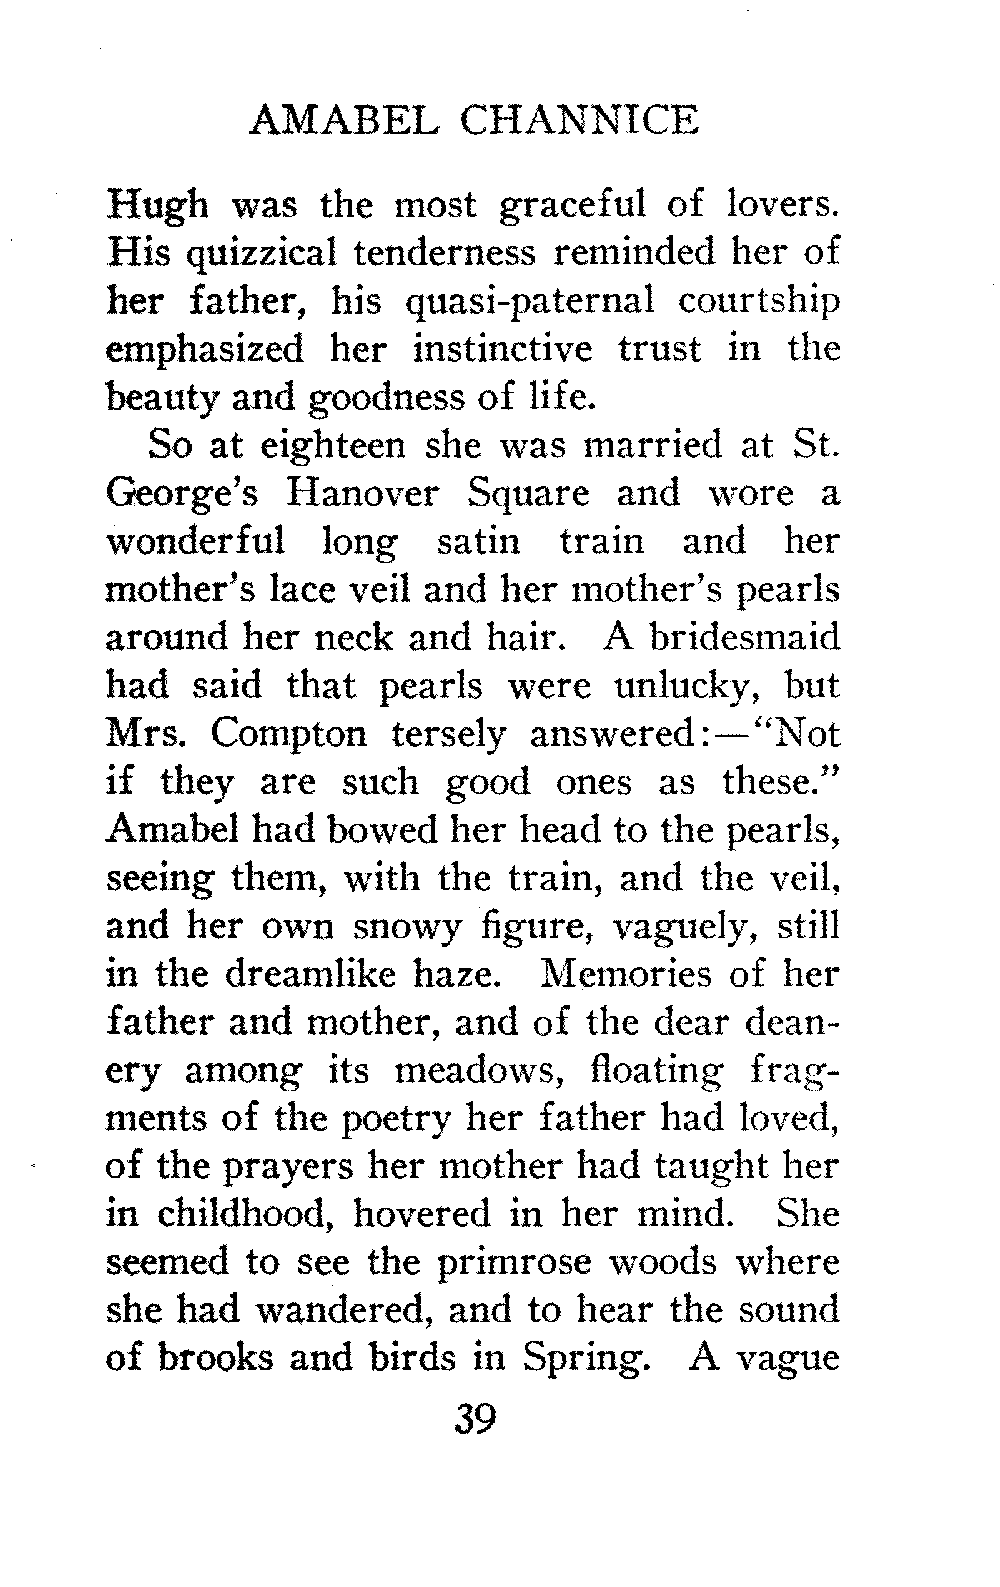 AMABEL CHANNICE
Hugh was the most graceful of lovers.
His quizzical tenderness reminded her of
her father, his quasi-paternal courtship
emphasized her instinctive trust in the
beauty and goodness of life.
So at eighteen she was married at St.
George's Hanover Square and wore a
wonderful long satin train and her
mother's lace veil and her mother's pearls
around her neck and hair. A bridesmaid
had said that pearls were unlucky, but
Mrs. Compton tersely answered:—“Not
if they are such good ones as these.”
Amabel had bowed her head to the pearls,
seeing them, with the train, and the veil,
and her own snowy figure, vaguely, still
in the dreamlike haze. Memories of her
father and mother, and of the dear dean-
ery among its meadows, floating frag-
ments of the poetry her father had loved,
of the prayers her mother had taught her
in childhood, hovered in her mind. She
seemed to see the primrose woods where
she had wandered, and to hear the sound
of brooks and birds in Spring. A vague
39